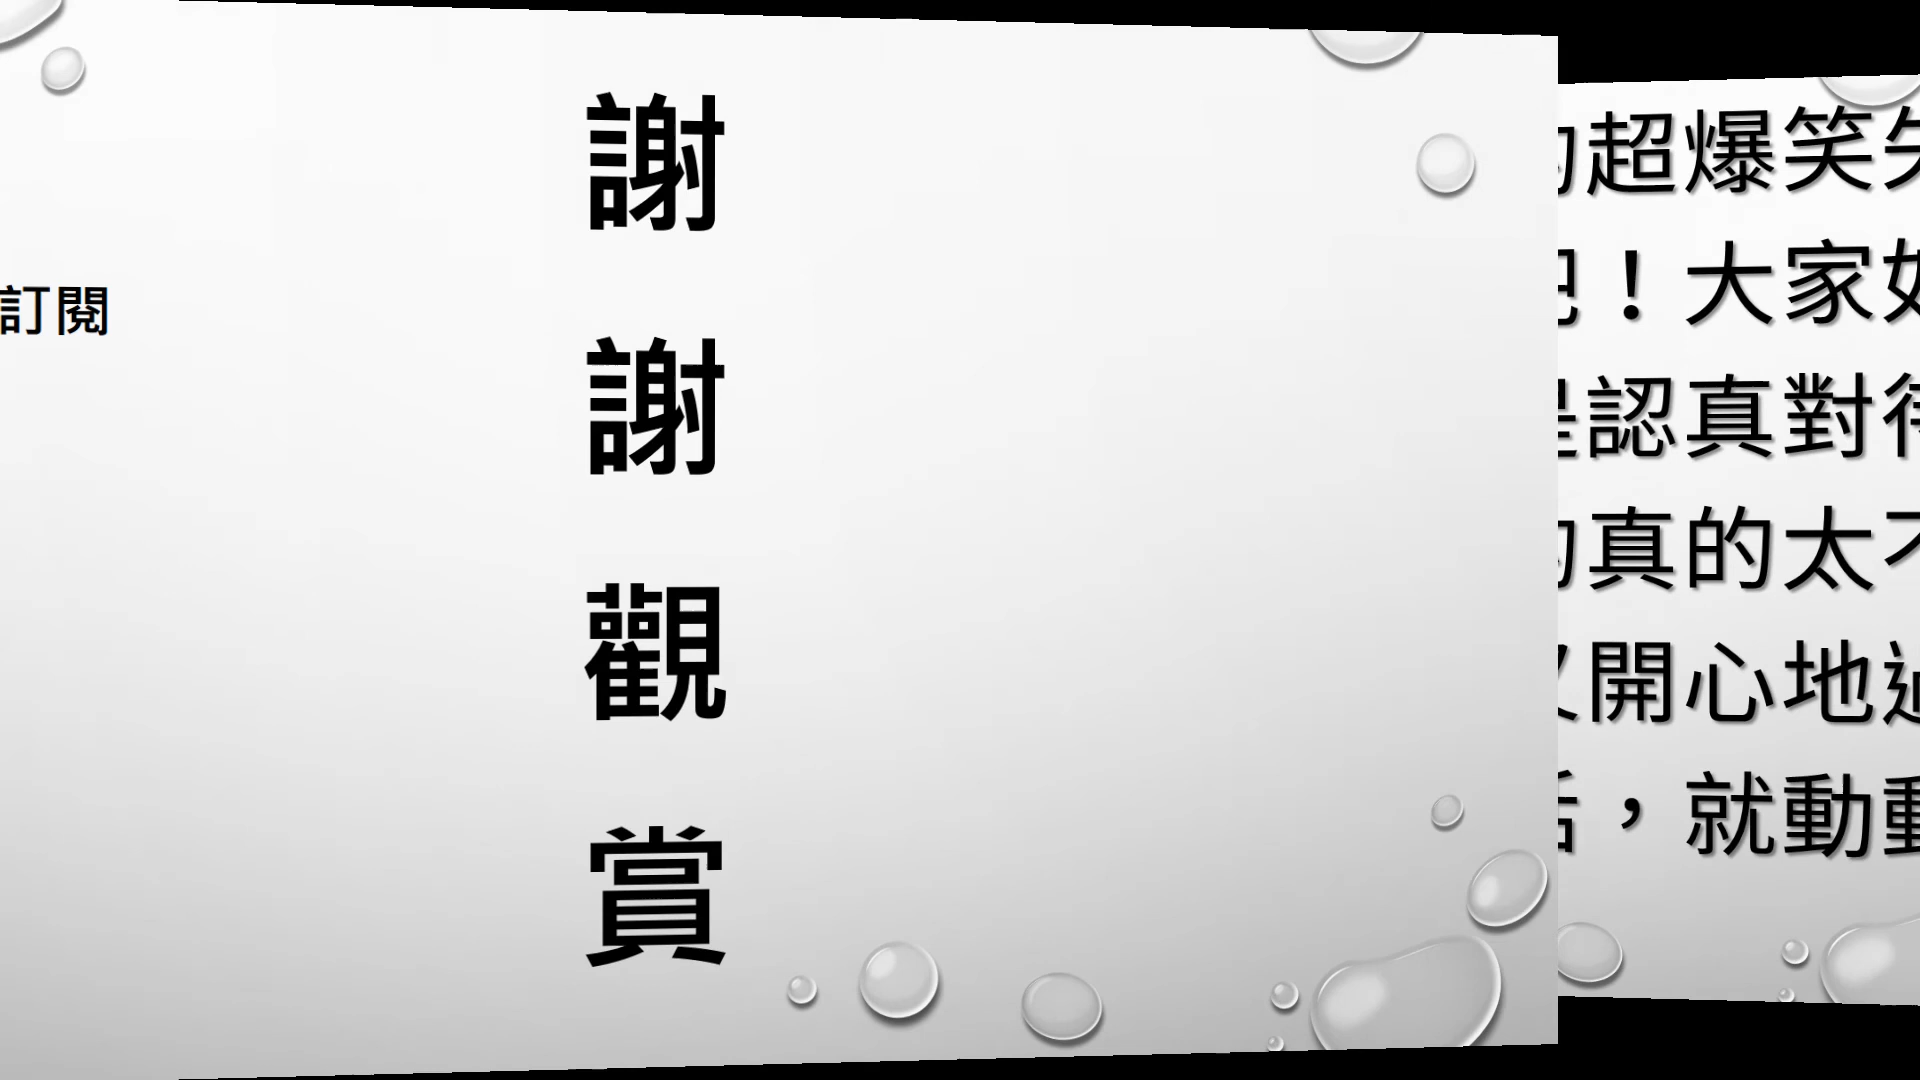 訂閱
謝謝觀賞
超爆笑
！大家
認真對
真的太
開心地
，就動